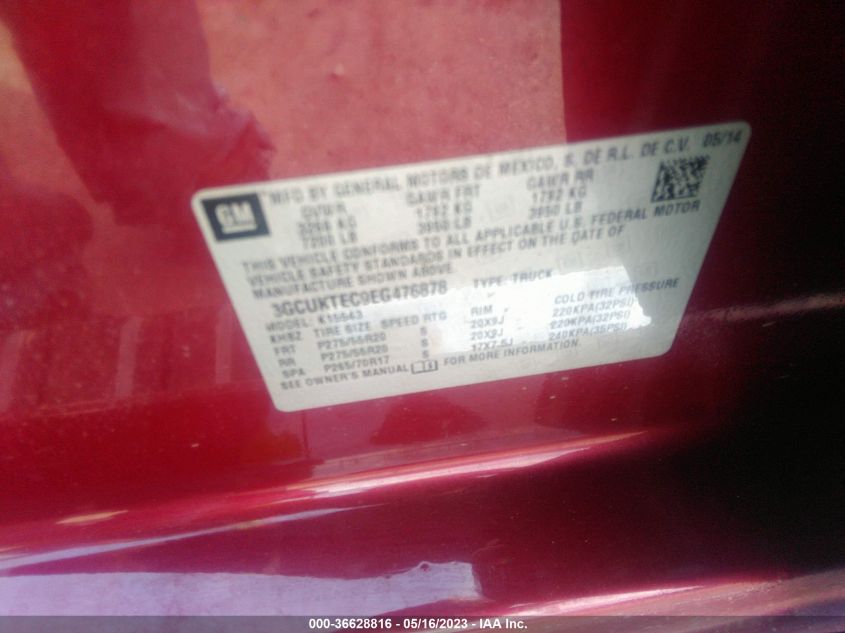 GM
MFD BY GENERAL MOTORS DE MEXICO, S. DE R.L. DE C.V. 05/14
GVWR GAWR FRT GAWR RR
3266 KG 1792 KG 1792 KG
7200 LB 3950 LB 3950 LB
THIS VEHICLE CONFORMS TO ALL APPLICABLE U.S. FEDERAL MOTOR
VEHICLE SAFETY STANDARDS IN EFFECT ON THE DATE OF
MANUFACTURE SHOWN ABOVE.
3GCUKTEC9EG476878 TYPE: TRUCK
MODEL: K15543
KHSZ TIRE SIZE SPEED RTG RIM COLD TIRE PRESSURE
FRT P275/55R20 S 20X9J 220KPA(32PSI)
RR P275/55R20 S 20X9J 220KPA(32PSI)
SPA P265/70R17 S 17X7.5J 240KPA(35PSI)
SEE OWNER'S MANUAL FOR MORE INFORMATION.
000-36628816 - 05/16/2023 - IAA Inc.